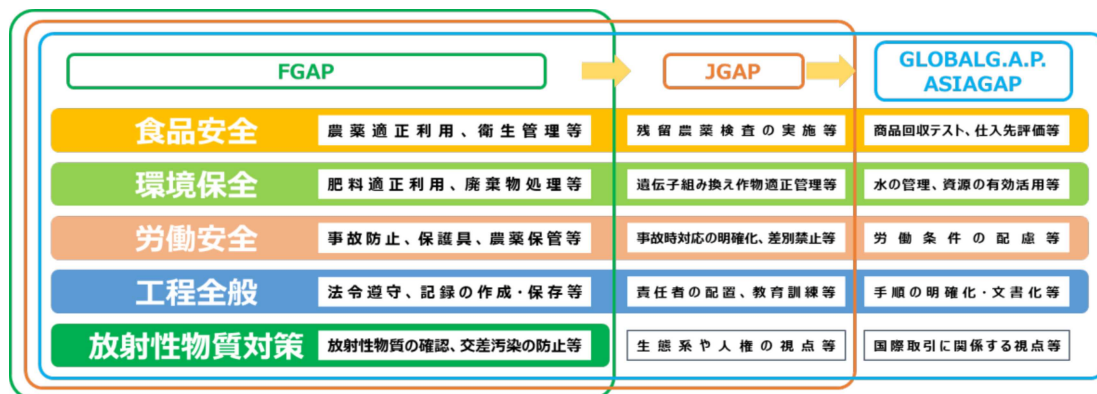 FGAP
JGAP
GLOBALG.A.P.
ASIAGAP
食品安全 農薬適正利用、衛生管理等 残留農薬検査の実施等 商品回収テスト、仕入先評価等
環境保全 肥料適正利用、廃棄物処理等 遺伝子組み換え作物適正管理等 水の管理、資源の有効活用等
労働安全 事故防止、保護具、農薬保管等 事故時対応の明確化、差別禁止等 労働条件の配慮等
工程全般 法令遵守、記録の作成・保存等 責任者の配置、教育訓練等 手順の明確化・文書化等
放射性物質対策 放射性物質の確認、交差汚染の防止等 生態系や人権の視点等 国際取引に関係する視点等